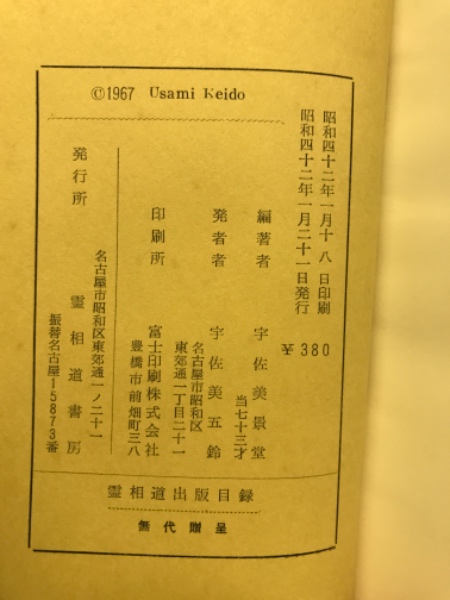 ©1967 Usami Keido
昭和四十二年一月十八日印刷
昭和四十二年一月二十一日発行
380
編著者 宇佐美景堂
当七十三才
発者者 宇佐美五鈴
名古屋市昭和区
東郊通一丁目二十一
印刷所 富士印刷株式会社
豊橋市前畑町三八
発行所 霊相道書房
名古屋市昭和区東郊通一ノ二十一
振替名古屋15873番
霊相道出版目録
無代贈呈